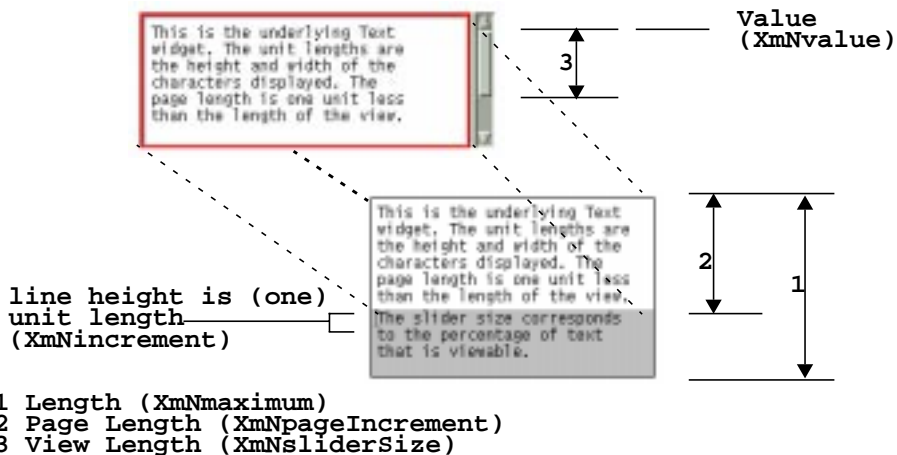 Value
(XmNvalue)
This is the underlying Text
widget. The unit lengths are
the height and width of the
characters displayed. The
page length is one unit less
than the length of the view.
3
This is the underlying Text
widget. The unit lengths are
the height and width of the
characters displayed. The
page length is one unit less
than the length of the view.
The slider size corresponds
to the percentage of text
that is viewable.
2
1
line height is (one)
unit length
(XmNincrement)
1 Length (XmNmaximum)
2 Page Length (XmNpageIncrement)
3 View Length (XmNsliderSize)